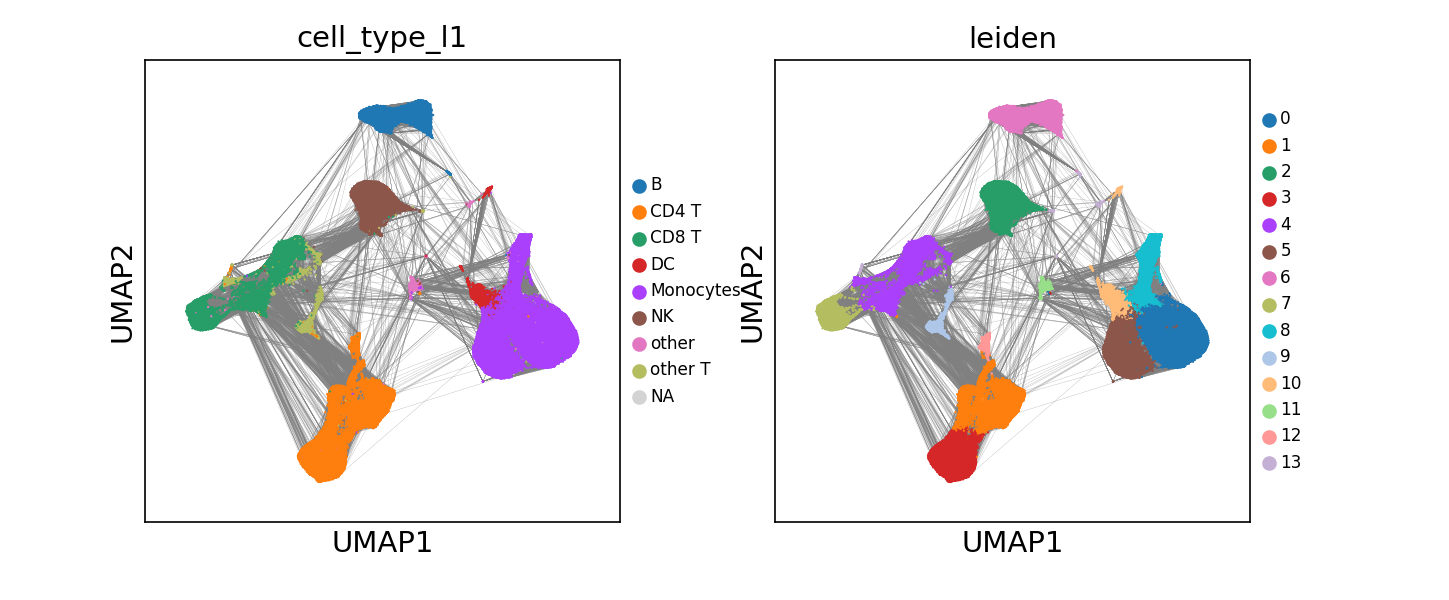 cell_type_l1
UMAP2
UMAP1
B
CD4 T
CD8 T
DC
Monocytes
NK
other
other T
NA
leiden
UMAP2
UMAP1
0
1
2
3
4
5
6
7
8
9
10
11
12
13